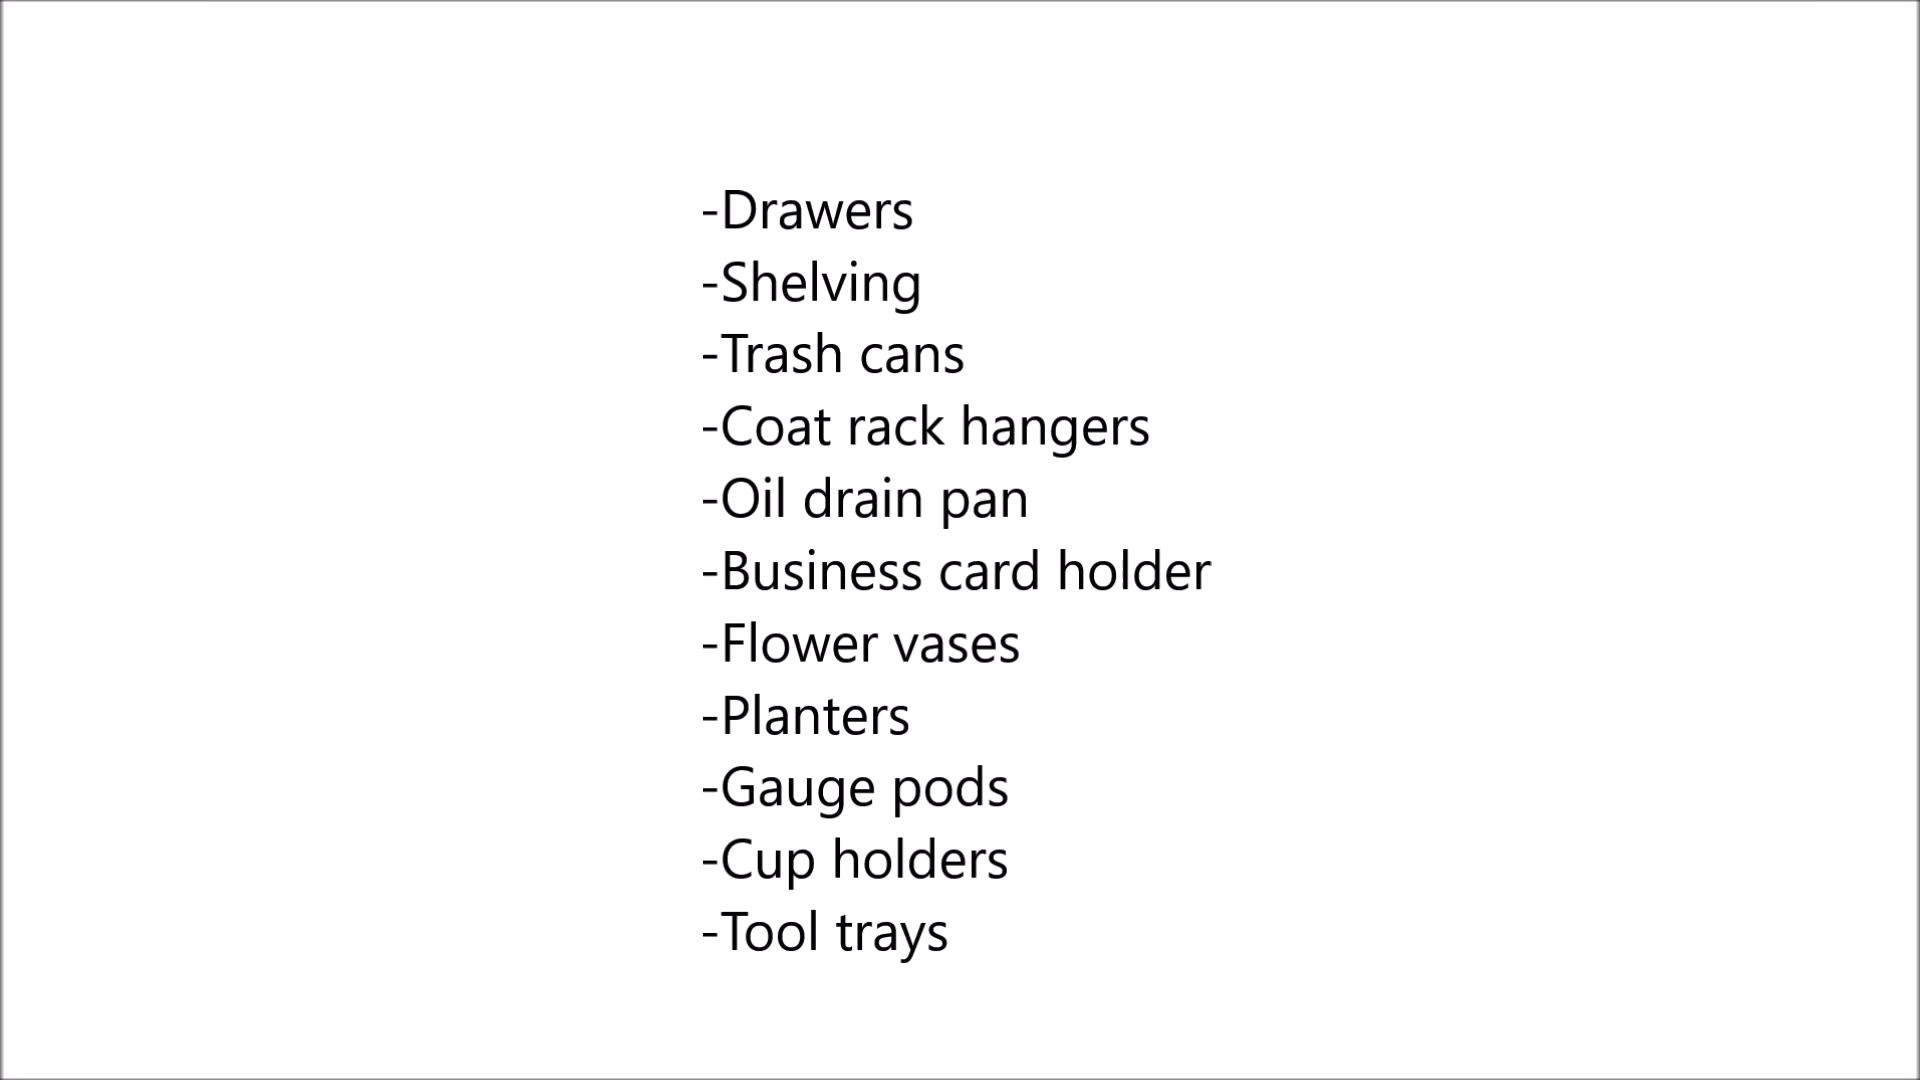 -Drawers
-Shelving
-Trash cans
-Coat rack hangers
-Oil drain pan
-Business card holder
-Flower vases
-Planters
-Gauge pods
-Cup holders
-Tool trays